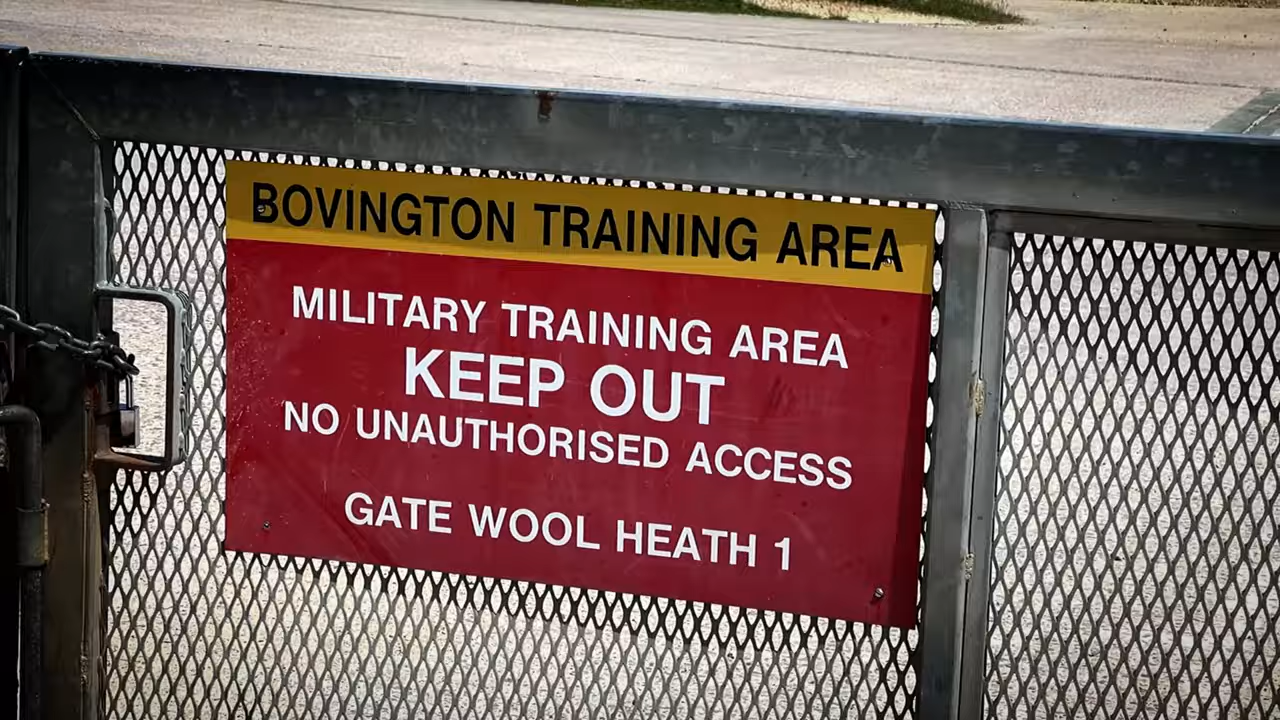 BOVINGTON TRAINING AREA
MILITARY TRAINING AREA
KEEP OUT
NO UNAUTHORISED ACCESS
GATE WOOL HEATH 1